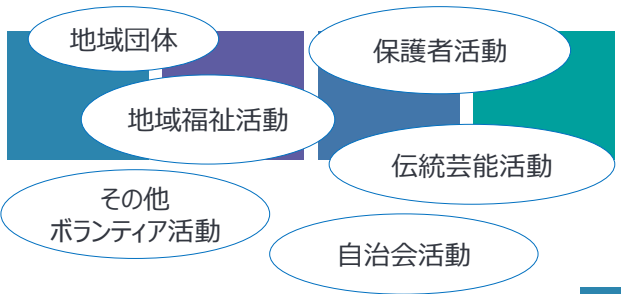 地域団体
保護者活動
地域福祉活動
伝統芸能活動
その他
ボランティア活動
自治会活動